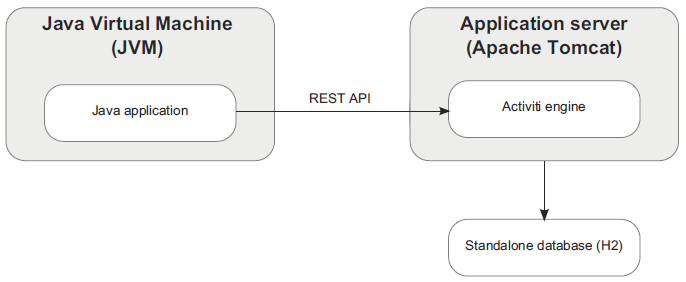 Java Virtual Machine
(JVM)
Application server
(Apache Tomcat)
Java application
REST API
Activiti engine
Standalone database (H2)